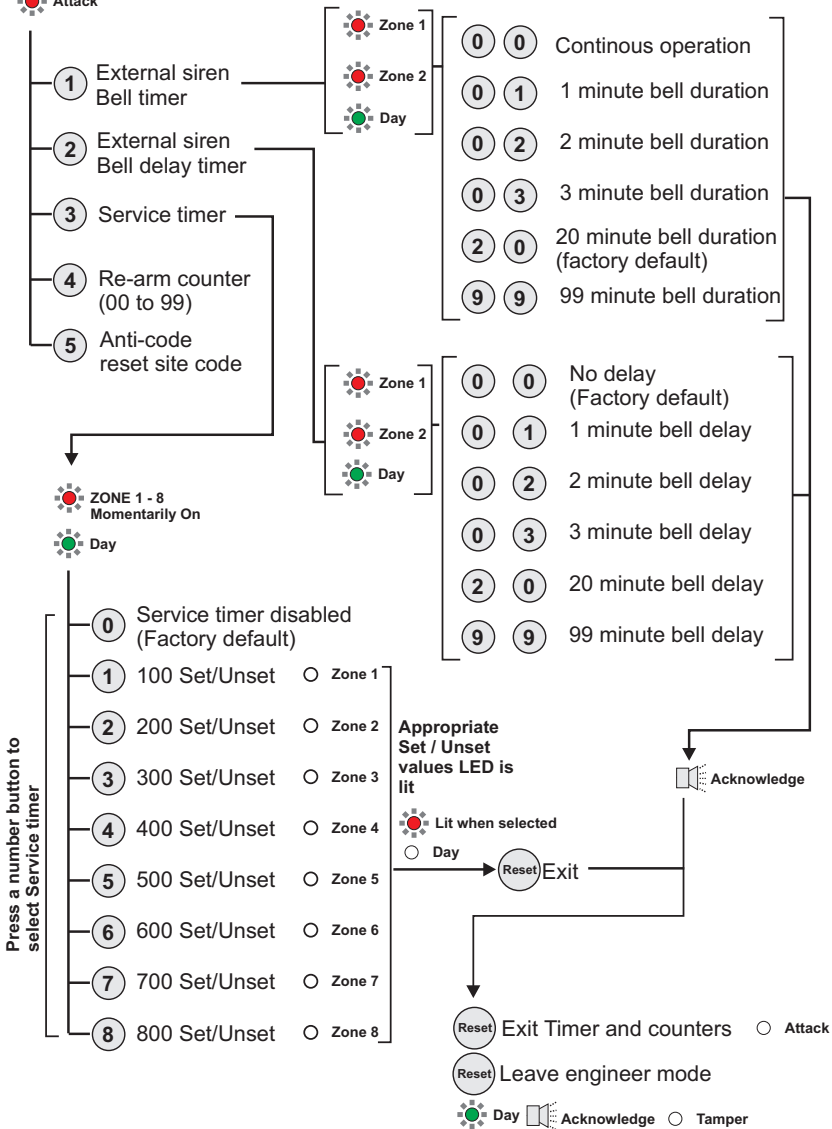 Attack
1 External siren
Bell timer
2 External siren
Bell delay timer
3 Service timer
4 Re-arm counter
(00 to 99)
5 Anti-code
reset site code
Zone 1
Zone 2
Day
0 0 Continous operation
0 1 1 minute bell duration
0 2 2 minute bell duration
0 3 3 minute bell duration
2 0 20 minute bell duration
(factory default)
9 9 99 minute bell duration
Zone 1
Zone 2
Day
0 0 No delay
(Factory default)
0 1 1 minute bell delay
0 2 2 minute bell delay
0 3 3 minute bell delay
2 0 20 minute bell delay
9 9 99 minute bell delay
ZONE 1 - 8
Momentarily On
Day
Press a number button to
select Service timer
0 Service timer disabled
(Factory default)
1 100 Set/Unset Zone 1
2 200 Set/Unset Zone 2
3 300 Set/Unset Zone 3
4 400 Set/Unset Zone 4
5 500 Set/Unset Zone 5
6 600 Set/Unset Zone 6
7 700 Set/Unset Zone 7
8 800 Set/Unset Zone 8
Appropriate
Set / Unset
values LED is
lit
Lit when selected
Day
Reset Exit
Acknowledge
Reset Exit Timer and counters Attack
Reset Leave engineer mode
Day Acknowledge Tamper